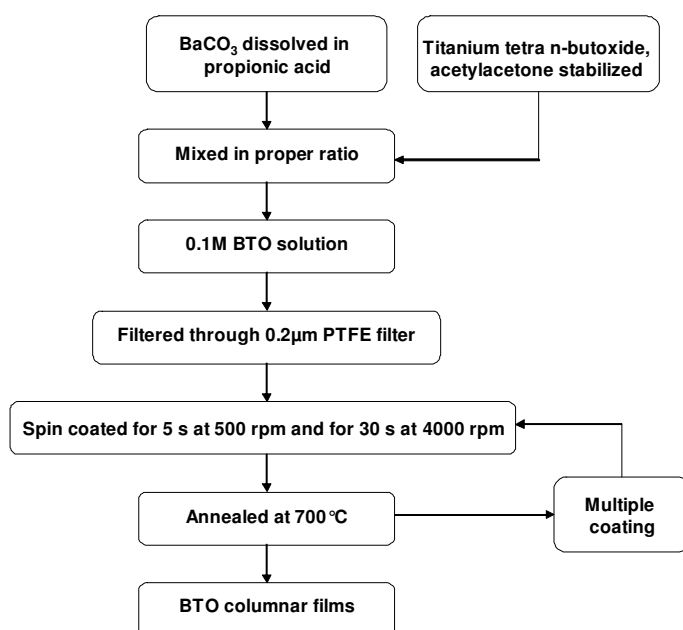 BaCO₃ dissolved in
propionic acid
Titanium tetra n-butoxide,
acetylacetone stabilized
Mixed in proper ratio
0.1M BTO solution
Filtered through 0.2µm PTFE filter
Spin coated for 5 s at 500 rpm and for 30 s at 4000 rpm
Annealed at 700°C
Multiple
coating
BTO columnar films